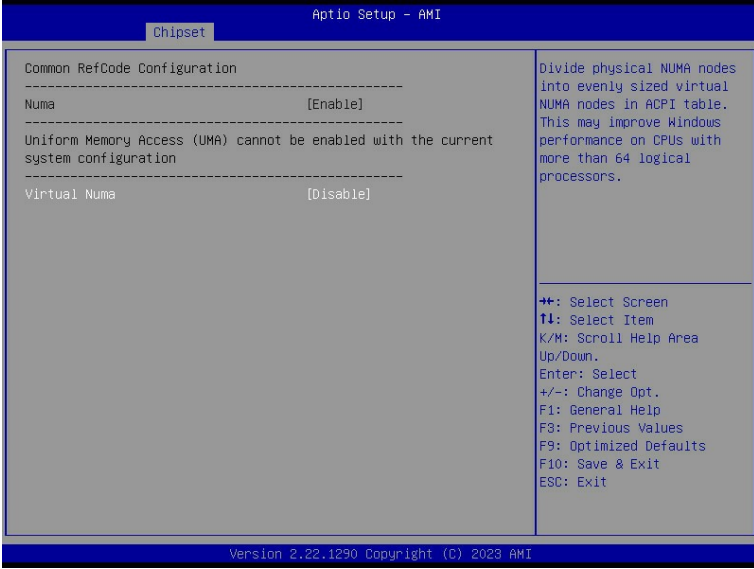 Aptio Setup - AMI
Chipset
Common RefCode Configuration
--------------------------------------------------
Numa [Enable]
--------------------------------------------------
Uniform Memory Access (UMA) cannot be enabled with the current
system configuration
--------------------------------------------------
Virtual Numa [Disable]
Divide physical NUMA nodes
into evenly sized virtual
NUMA nodes in ACPI table.
This may improve Windows
performance on CPUs with
more than 64 logical
processors.
→←: Select Screen
↑↓: Select Item
K/M: Scroll Help Area
Up/Down.
Enter: Select
+/-: Change Opt.
F1: General Help
F3: Previous Values
F9: Optimized Defaults
F10: Save & Exit
ESC: Exit
Version 2.22.1290 Copyright (C) 2023 AMI